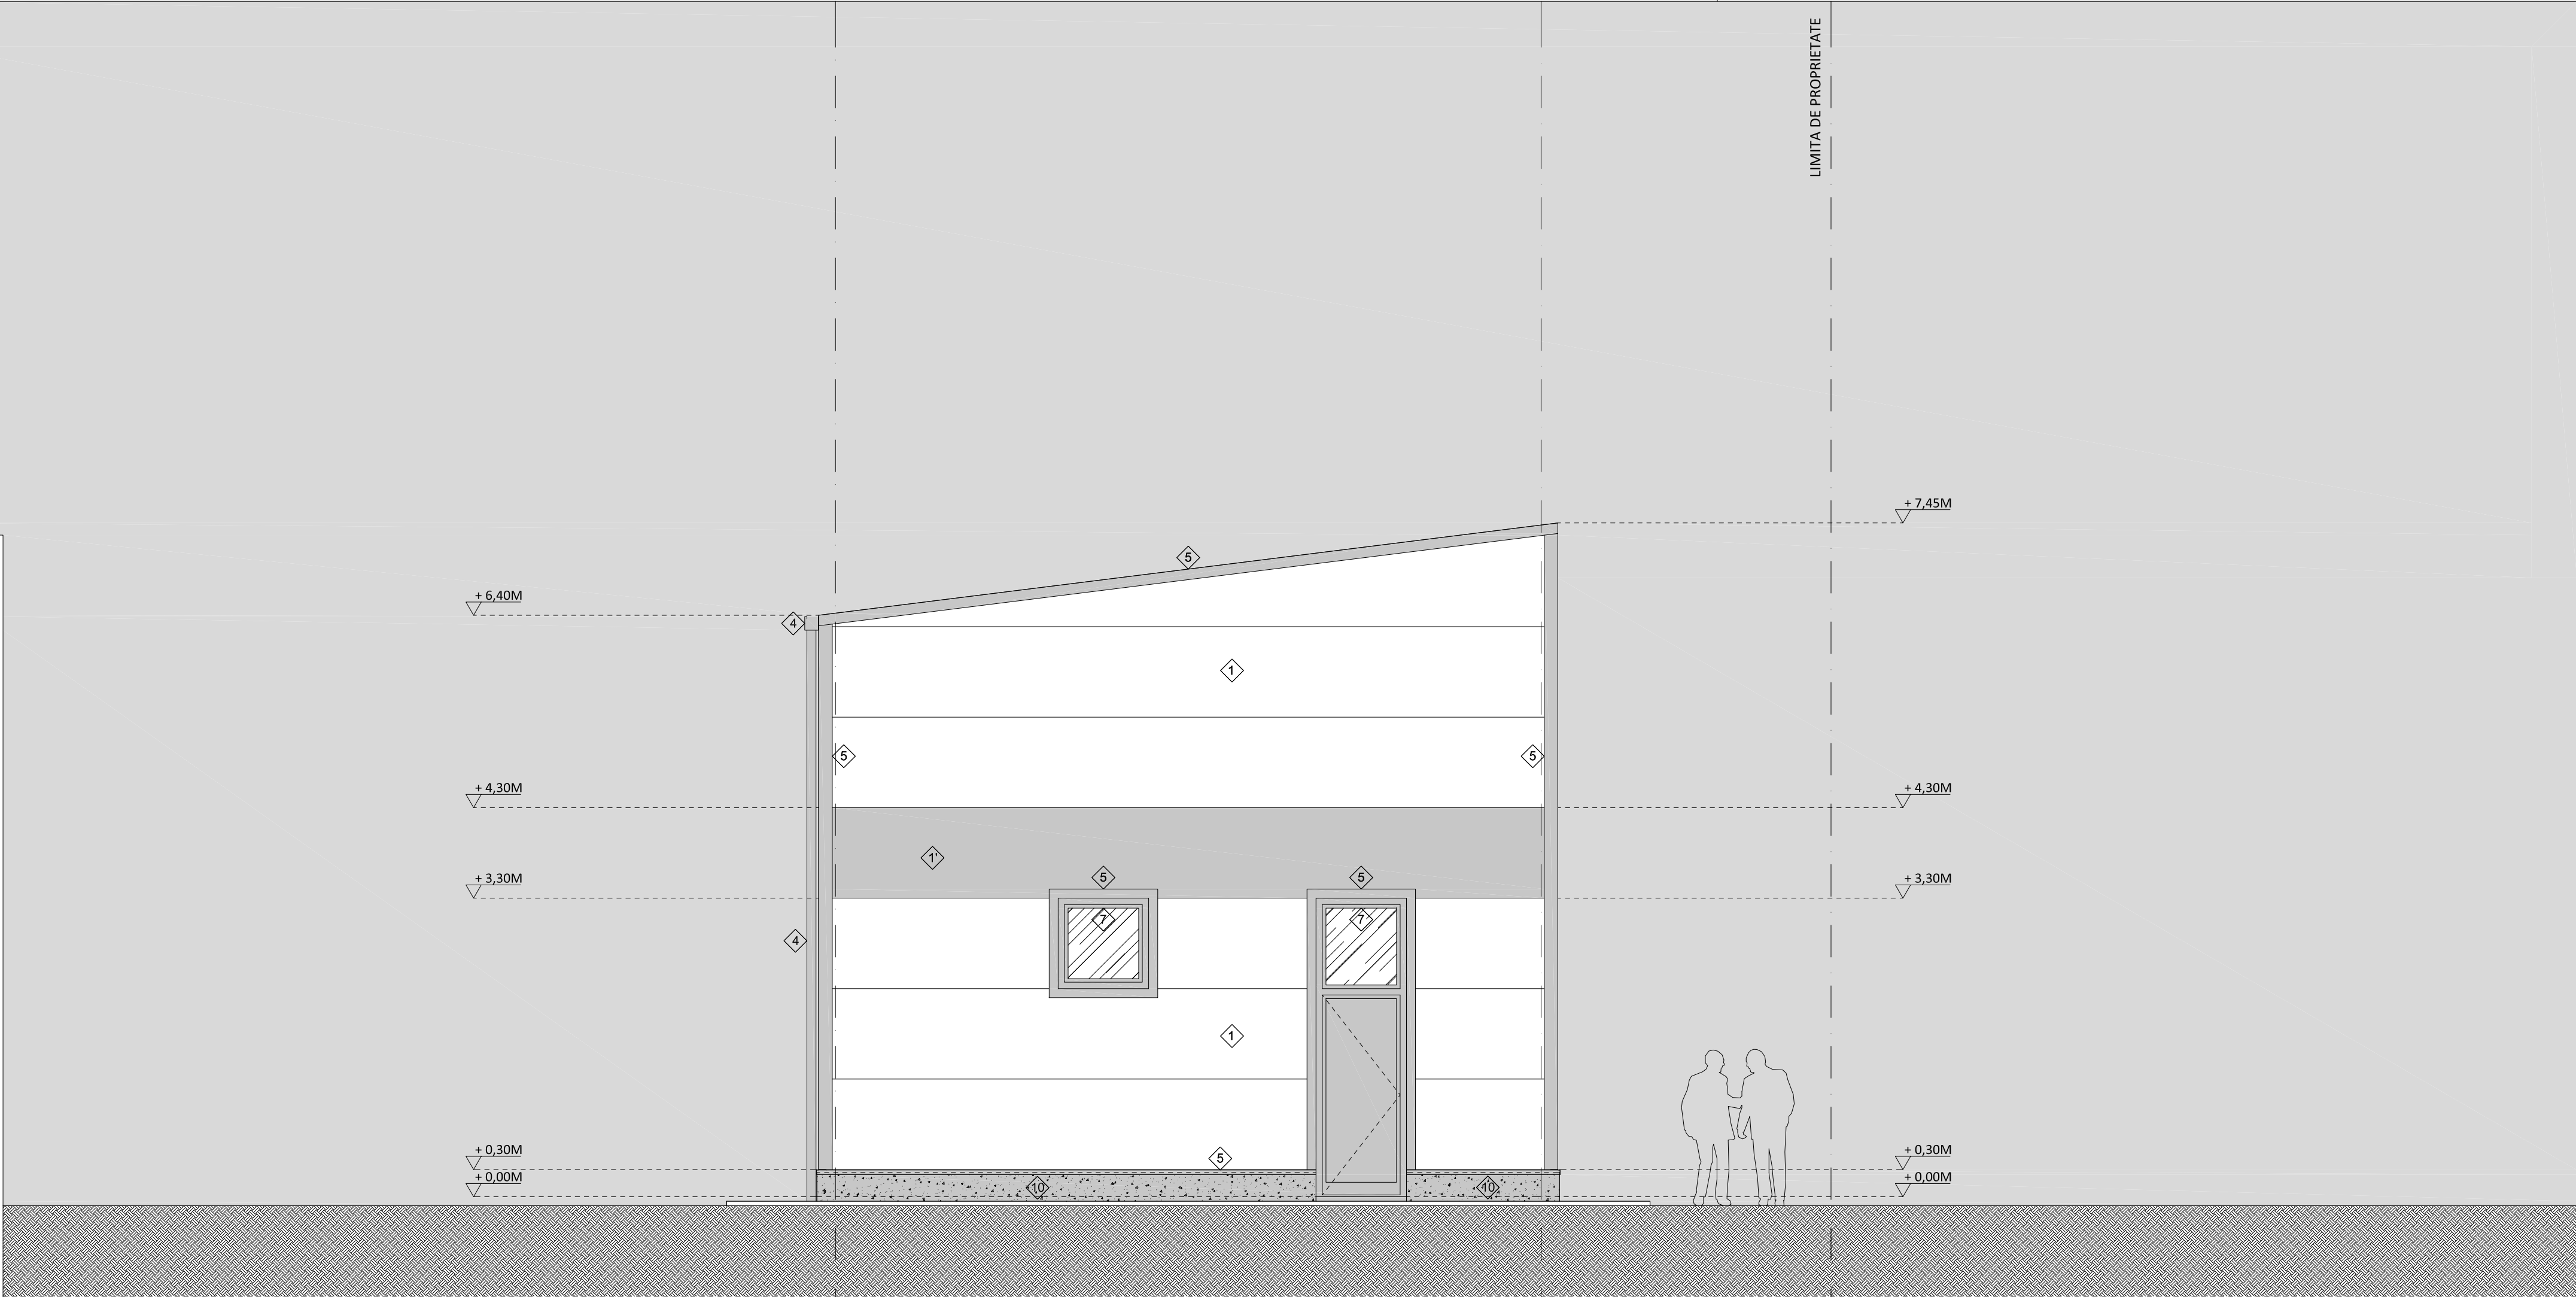 LIMITA DE PROPRIETATE
+ 7,45M
5
+ 6,40M
4
1
5
5
+ 4,30M
+ 4,30M
1'
5
5
+ 3,30M
+ 3,30M
7
7
4
1
+ 0,30M
5
+ 0,30M
+ 0,00M
10
10
+ 0,00M